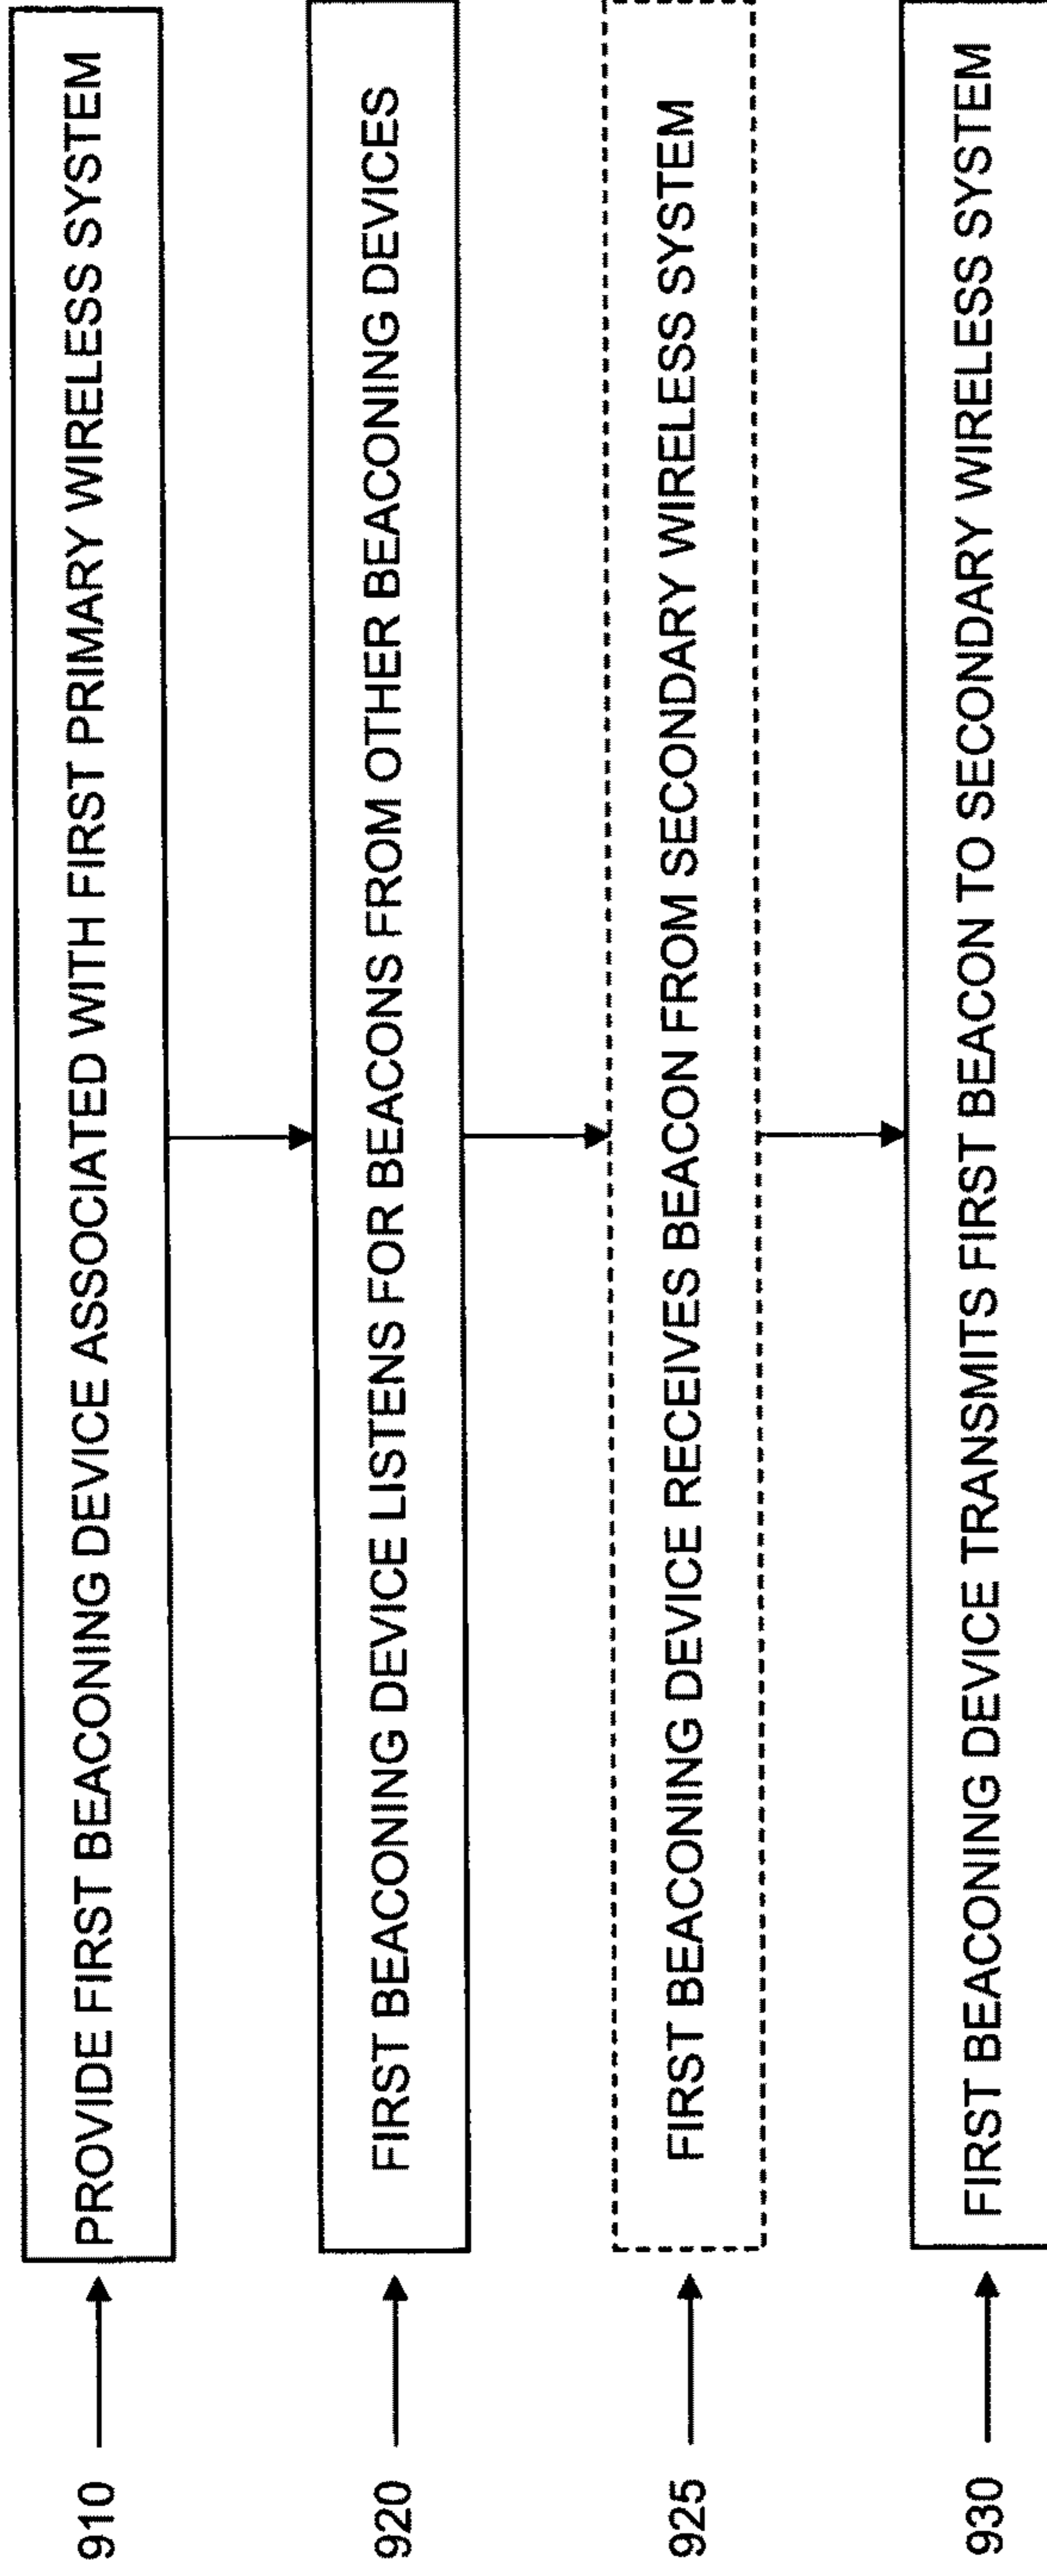 910
PROVIDE FIRST BEACONING DEVICE ASSOCIATED WITH FIRST PRIMARY WIRELESS SYSTEM
920
FIRST BEACONING DEVICE LISTENS FOR BEACONS FROM OTHER BEACONING DEVICES
925
FIRST BEACONING DEVICE RECEIVES BEACON FROM SECONDARY WIRELESS SYSTEM
930
FIRST BEACONING DEVICE TRANSMITS FIRST BEACON TO SECONDARY WIRELESS SYSTEM